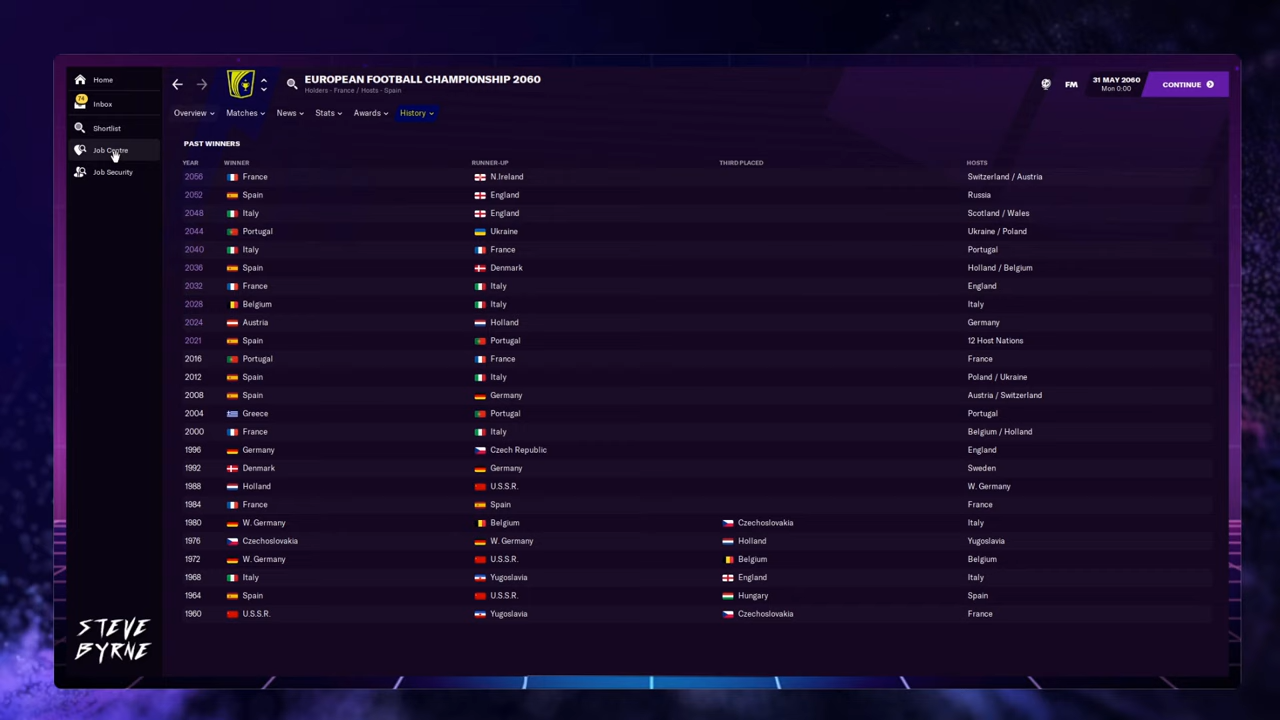 Home
74
Inbox
Shortlist
Job Centre
Job Security
EUROPEAN FOOTBALL CHAMPIONSHIP 2060
Holders - France / Hosts - Spain
FM
31 MAY 2060
Mon 0:00
CONTINUE
Overview Matches News Stats Awards History
PAST WINNERS
YEAR WINNER RUNNER-UP THIRD PLACED HOSTS
2056 France N.Ireland Switzerland / Austria
2052 Spain England Russia
2048 Italy England Scotland / Wales
2044 Portugal Ukraine Ukraine / Poland
2040 Italy France Portugal
2036 Spain Denmark Holland / Belgium
2032 France Italy England
2028 Belgium Italy Italy
2024 Austria Holland Germany
2021 Spain Portugal 12 Host Nations
2016 Portugal France France
2012 Spain Italy Poland / Ukraine
2008 Spain Germany Austria / Switzerland
2004 Greece Portugal Portugal
2000 France Italy Belgium / Holland
1996 Germany Czech Republic England
1992 Denmark Germany Sweden
1988 Holland U.S.S.R. W. Germany
1984 France Spain France
1980 W. Germany Belgium Czechoslovakia Italy
1976 Czechoslovakia W. Germany Holland Yugoslavia
1972 W. Germany U.S.S.R. Belgium Belgium
1968 Italy Yugoslavia England Italy
1964 Spain U.S.S.R. Hungary Spain
1960 U.S.S.R. Yugoslavia Czechoslovakia France
STEVE
BYRNE